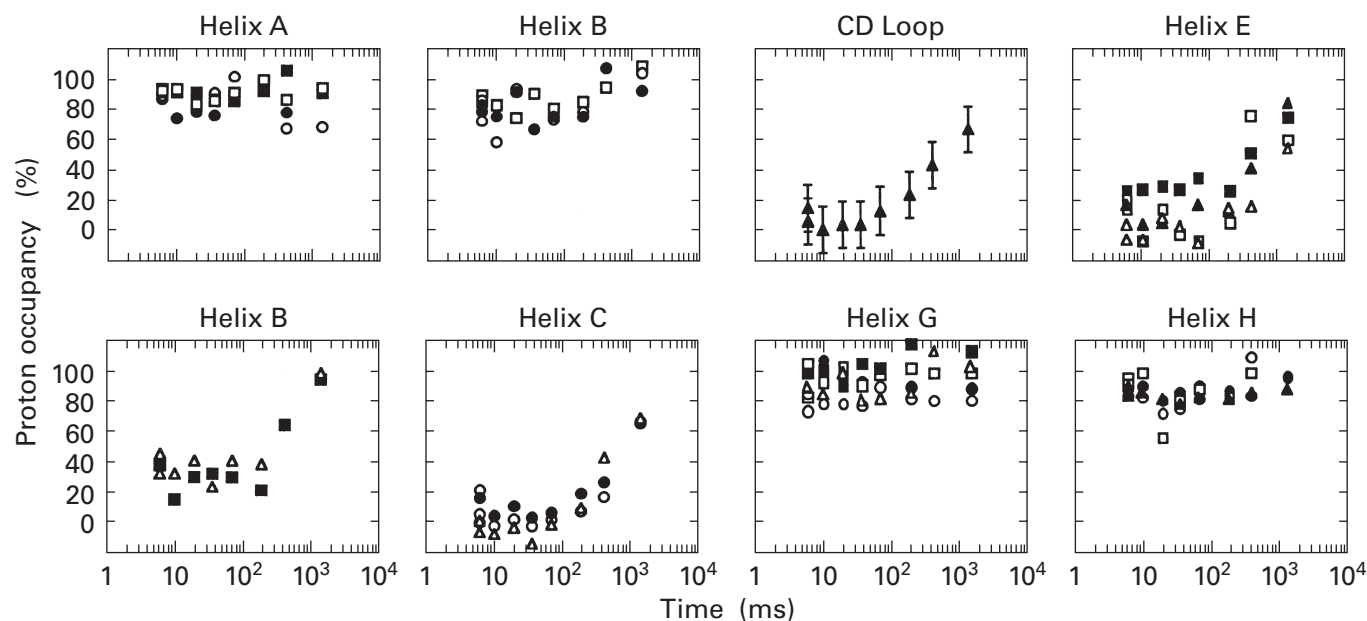 Helix A
Helix B
CD Loop
Helix E
100
80
60
40
20
0
Helix B
Helix C
Helix G
Helix H
100
80
60
40
20
0
Proton occupancy (%)
1 10 10² 10³ 10⁴
1 10 10² 10³ 10⁴
1 10 10² 10³ 10⁴
1 10 10² 10³ 10⁴
Time (ms)